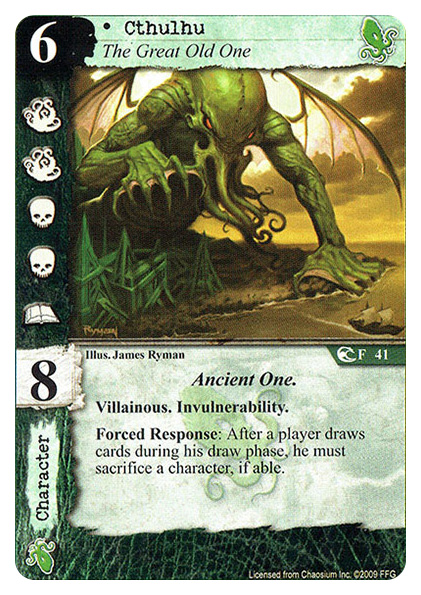 6
• Cthulhu
The Great Old One
RYMAN
Illus. James Ryman
F 41
8
Ancient One.
Villainous. Invulnerability.
Forced Response: After a player draws
cards during his draw phase, he must
sacrifice a character, if able.
Character
Licensed from Chaosium Inc. ©2009 FFG